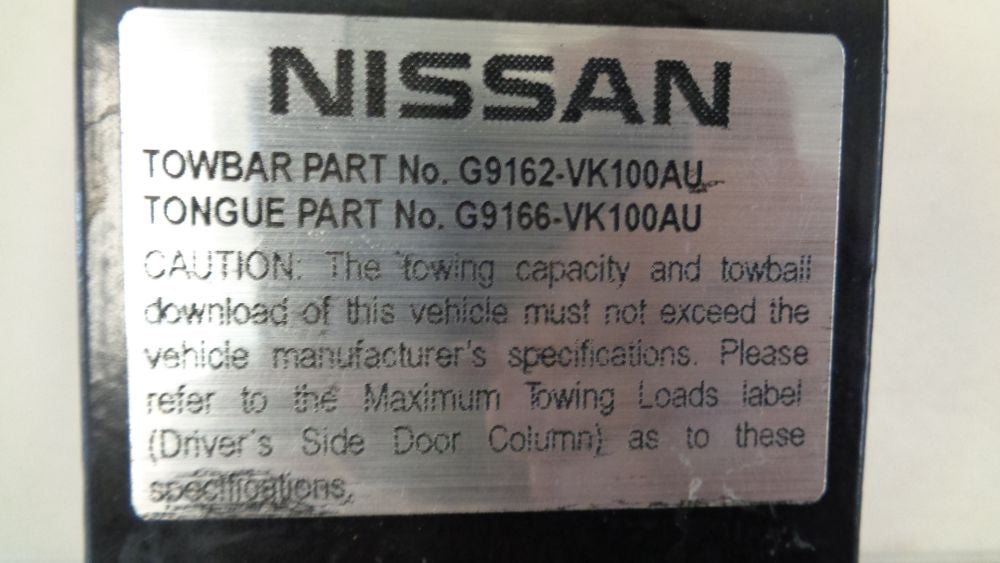 NISSAN
TOWBAR PART No. G9162-VK100AU
TONGUE PART No. G9166-VK100AU
CAUTION: The towing capacity and towball
download of this vehicle must not exceed the
vehicle manufacturer's specifications. Please
refer to the Maximum Towing Loads label
(Driver's Side Door Column) as to these
specifications.